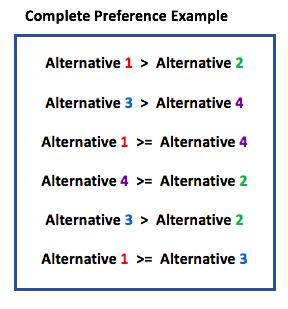 Complete Preference Example
Alternative 1 > Alternative 2
Alternative 3 > Alternative 4
Alternative 1 >= Alternative 4
Alternative 4 >= Alternative 2
Alternative 3 > Alternative 2
Alternative 1 >= Alternative 3